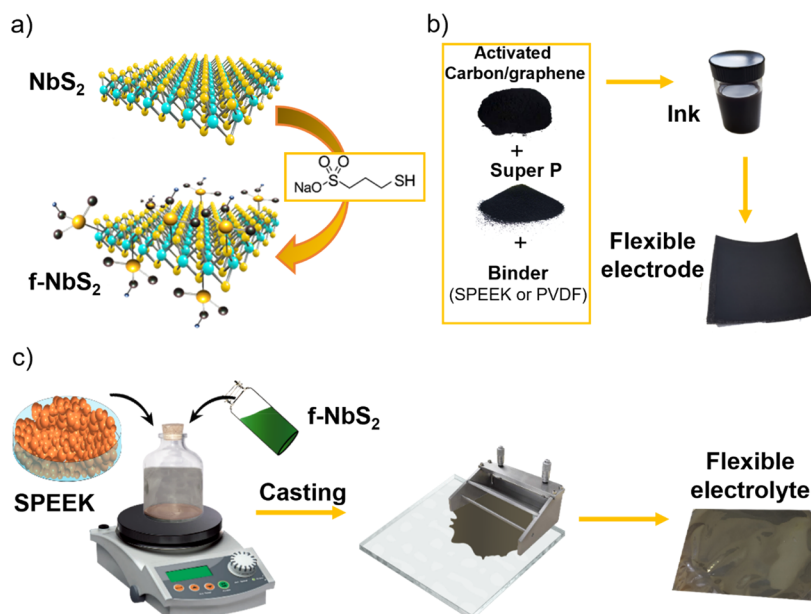 a)
NbS₂
O O
S
NaO
SH
f-NbS₂
b)
Activated
Carbon/graphene
+
Super P
+
Binder
(SPEEK or PVDF)
Ink
Flexible
electrode
c)
SPEEK
f-NbS₂
Casting
Flexible
electrolyte